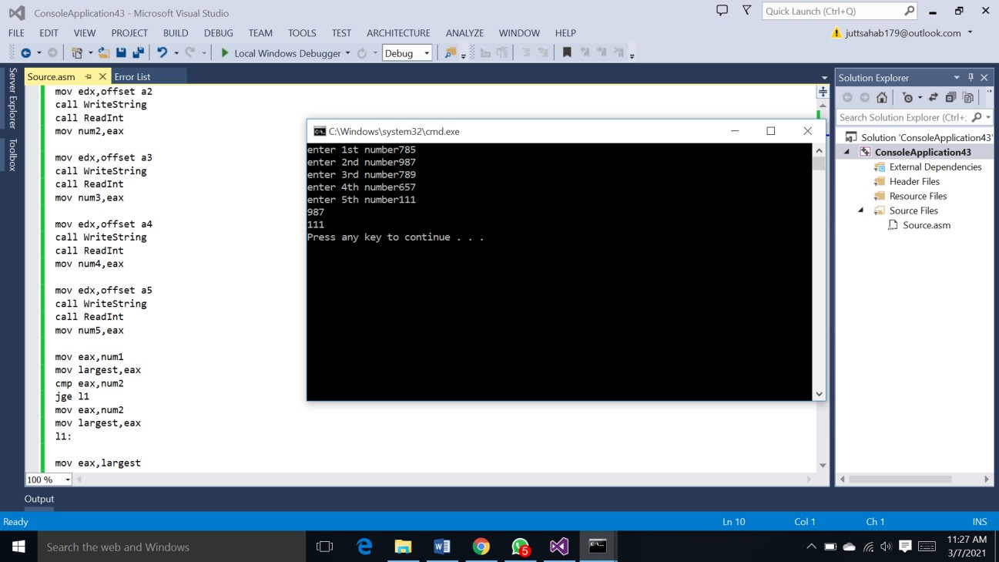 ConsoleApplication43 - Microsoft Visual Studio
Quick Launch (Ctrl+Q)
FILE EDIT VIEW PROJECT BUILD DEBUG TEAM TOOLS TEST ARCHITECTURE ANALYZE WINDOW HELP
juttsahab179@outlook.com
Local Windows Debugger
Debug
Server Explorer
Toolbox
Source.asm
Error List
mov edx,offset a2
call WriteString
call ReadInt
mov num2,eax
mov edx,offset a3
call WriteString
call ReadInt
mov num3,eax
mov edx,offset a4
call WriteString
call ReadInt
mov num4,eax
mov edx,offset a5
call WriteString
call ReadInt
mov num5,eax
mov eax,num1
mov largest,eax
cmp eax,num2
jge l1
mov eax,num2
mov largest,eax
l1:
mov eax,largest
100 %
C:\Windows\system32\cmd.exe
enter 1st number785
enter 2nd number987
enter 3rd number789
enter 4th number657
enter 5th number111
987
111
Press any key to continue . . .
Solution Explorer
Search Solution Explorer (Ctrl+;
Solution 'ConsoleApplication43'
ConsoleApplication43
External Dependencies
Header Files
Resource Files
Source Files
Source.asm
Output
Ready
Ln 10
Col 1
Ch 1
INS
Search the web and Windows
5
11:27 AM
3/7/2021